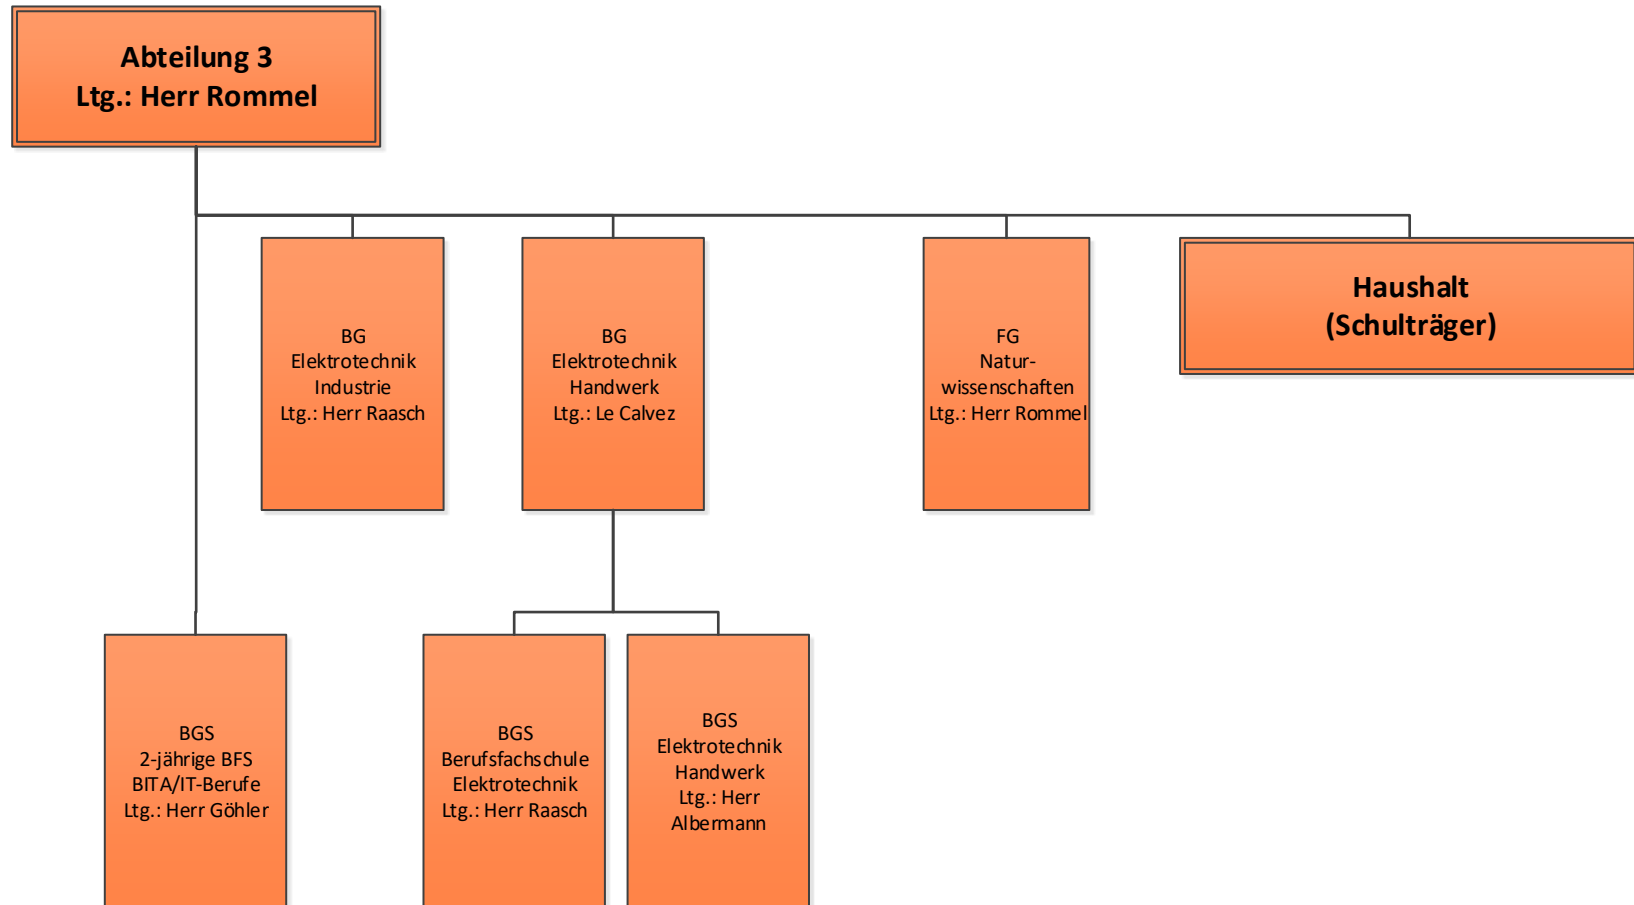 Abteilung 3
Ltg.: Herr Rommel
BG
Elektrotechnik
Industrie
Ltg.: Herr Raasch
BG
Elektrotechnik
Handwerk
Ltg.: Le Calvez
FG
Natur-
wissenschaften
Ltg.: Herr Rommel
Haushalt
(Schulträger)
BGS
2-jährige BFS
BITA/IT-Berufe
Ltg.: Herr Göhler
BGS
Berufsfachschule
Elektrotechnik
Ltg.: Herr Raasch
BGS
Elektrotechnik
Handwerk
Ltg.: Herr
Albermann